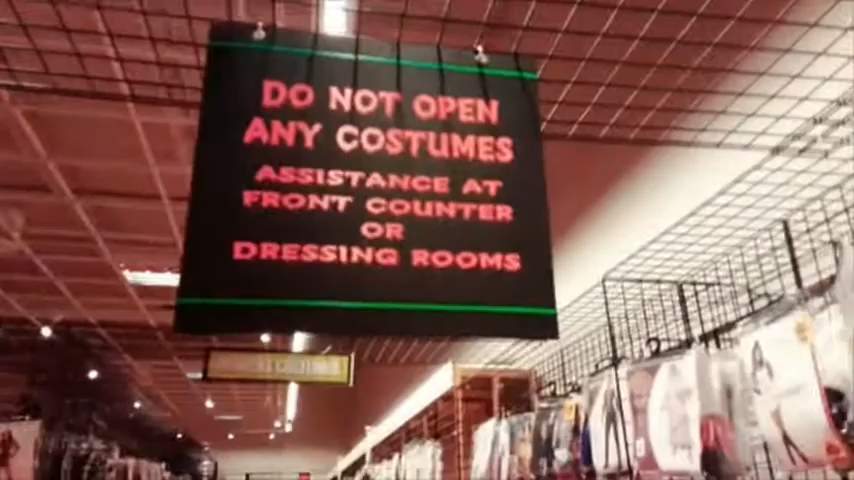 DO NOT OPEN
ANY COSTUMES
ASSISTANCE AT
FRONT COUNTER
OR
DRESSING ROOMS